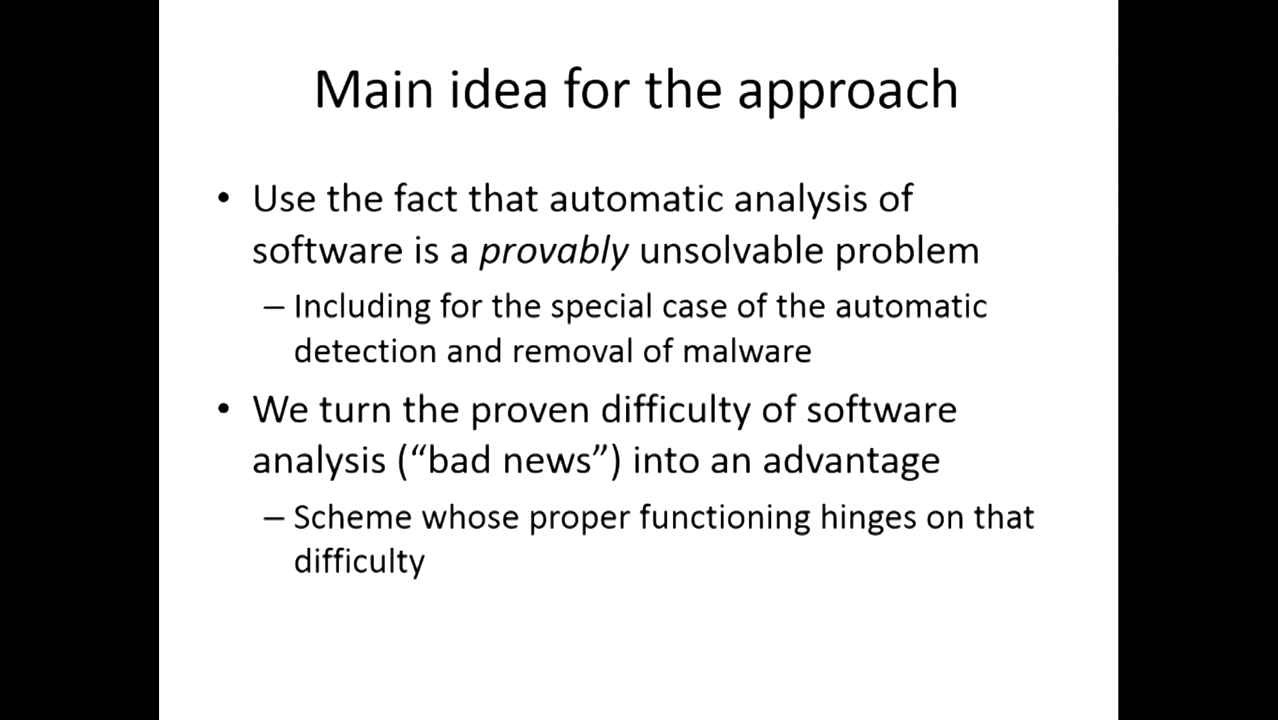 Main idea for the approach
• Use the fact that automatic analysis of
software is a provably unsolvable problem
– Including for the special case of the automatic
detection and removal of malware
• We turn the proven difficulty of software
analysis (“bad news”) into an advantage
– Scheme whose proper functioning hinges on that
difficulty